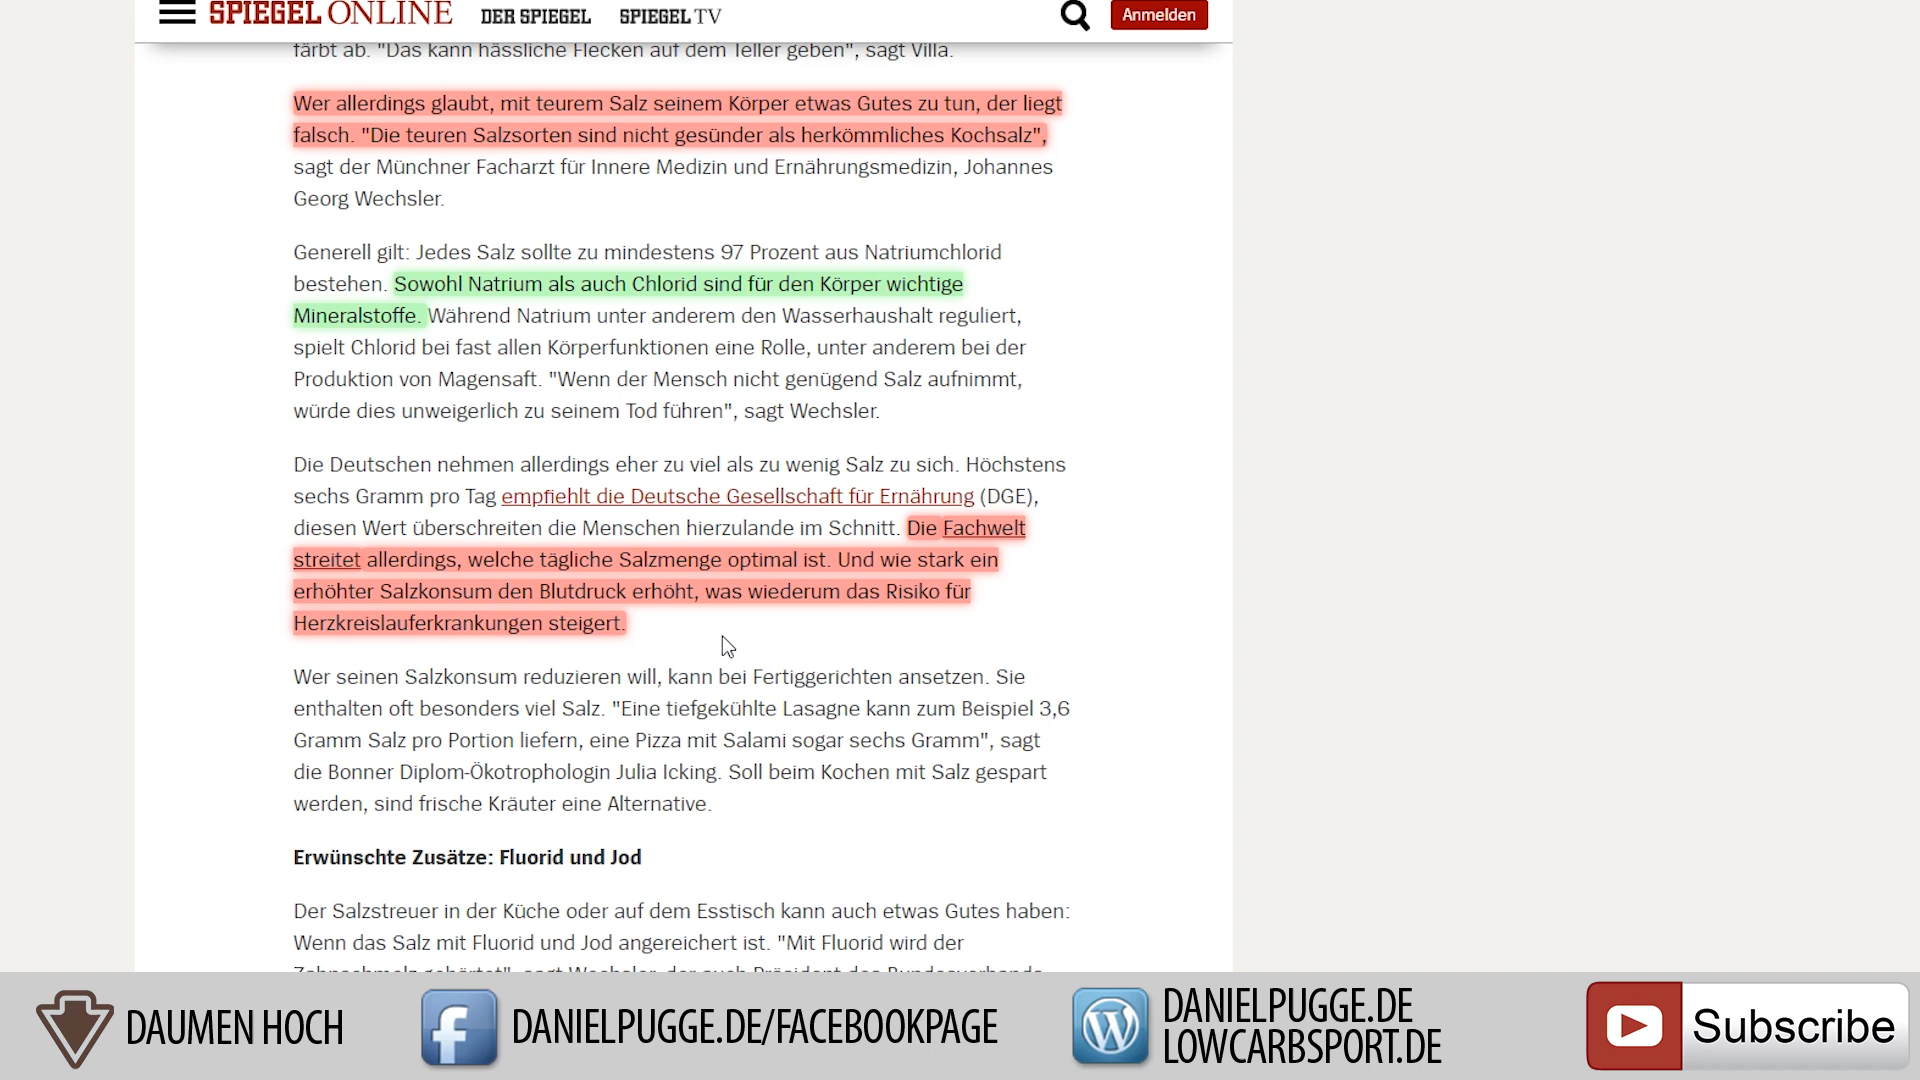 SPIEGEL ONLINE DER SPIEGEL SPIEGEL TV Anmelden
färbt ab. "Das kann hässliche Flecken auf dem Teller geben", sagt Villa.
Wer allerdings glaubt, mit teurem Salz seinem Körper etwas Gutes zu tun, der liegt
falsch. "Die teuren Salzsorten sind nicht gesünder als herkömmliches Kochsalz",
sagt der Münchner Facharzt für Innere Medizin und Ernährungsmedizin, Johannes
Georg Wechsler.
Generell gilt: Jedes Salz sollte zu mindestens 97 Prozent aus Natriumchlorid
bestehen. Sowohl Natrium als auch Chlorid sind für den Körper wichtige
Mineralstoffe. Während Natrium unter anderem den Wasserhaushalt reguliert,
spielt Chlorid bei fast allen Körperfunktionen eine Rolle, unter anderem bei der
Produktion von Magensaft. "Wenn der Mensch nicht genügend Salz aufnimmt,
würde dies unweigerlich zu seinem Tod führen", sagt Wechsler.
Die Deutschen nehmen allerdings eher zu viel als zu wenig Salz zu sich. Höchstens
sechs Gramm pro Tag empfiehlt die Deutsche Gesellschaft für Ernährung (DGE),
diesen Wert überschreiten die Menschen hierzulande im Schnitt. Die Fachwelt
streitet allerdings, welche tägliche Salzmenge optimal ist. Und wie stark ein
erhöhter Salzkonsum den Blutdruck erhöht, was wiederum das Risiko für
Herzkreislauferkrankungen steigert.
Wer seinen Salzkonsum reduzieren will, kann bei Fertiggerichten ansetzen. Sie
enthalten oft besonders viel Salz. "Eine tiefgekühlte Lasagne kann zum Beispiel 3,6
Gramm Salz pro Portion liefern, eine Pizza mit Salami sogar sechs Gramm", sagt
die Bonner Diplom-Ökotrophologin Julia Icking. Soll beim Kochen mit Salz gespart
werden, sind frische Kräuter eine Alternative.
Erwünschte Zusätze: Fluorid und Jod
Der Salzstreuer in der Küche oder auf dem Esstisch kann auch etwas Gutes haben:
Wenn das Salz mit Fluorid und Jod angereichert ist. "Mit Fluorid wird der
Zahnschmelz gehärtet", sagt Wechsler, der auch Präsident des Bundesverbands
DAUMEN HOCH
DANIELPUGGE.DE/FACEBOOKPAGE
DANIELPUGGE.DE
LOWCARBSPORT.DE
Subscribe